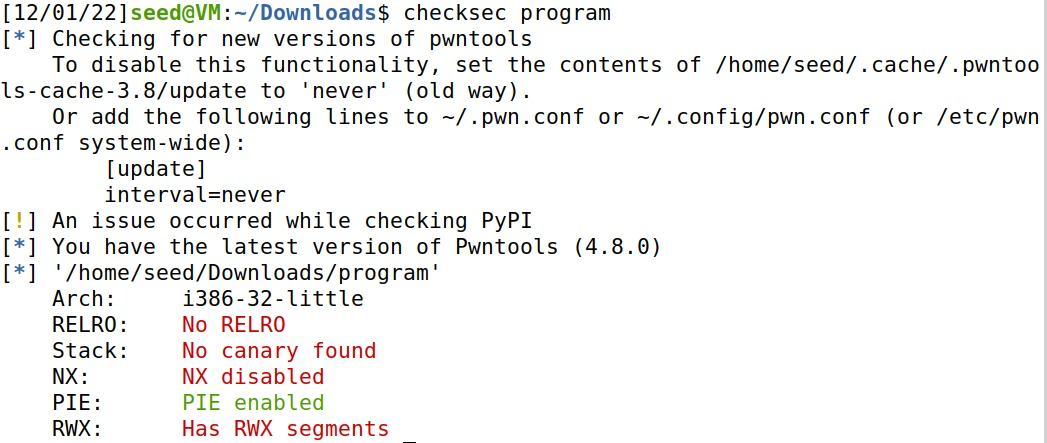 [12/01/22]seed@VM:~/Downloads$ checksec program
[*] Checking for new versions of pwntools
    To disable this functionality, set the contents of /home/seed/.cache/.pwntoo
ls-cache-3.8/update to 'never' (old way).
    Or add the following lines to ~/.pwn.conf or ~/.config/pwn.conf (or /etc/pwn
.conf system-wide):
        [update]
        interval=never
[!] An issue occurred while checking PyPI
[*] You have the latest version of Pwntools (4.8.0)
[*] '/home/seed/Downloads/program'
    Arch:     i386-32-little
    RELRO:    No RELRO
    Stack:    No canary found
    NX:       NX disabled
    PIE:      PIE enabled
    RWX:      Has RWX segments